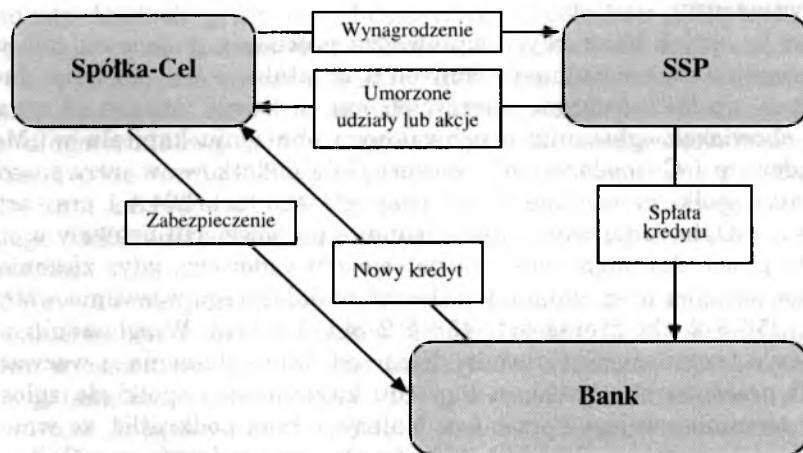 Wynagrodzenie
Spółka-Cel
SSP
Umorzone
udziały lub akcje
Zabezpieczenie
Spłata
kredytu
Nowy kredyt
Bank